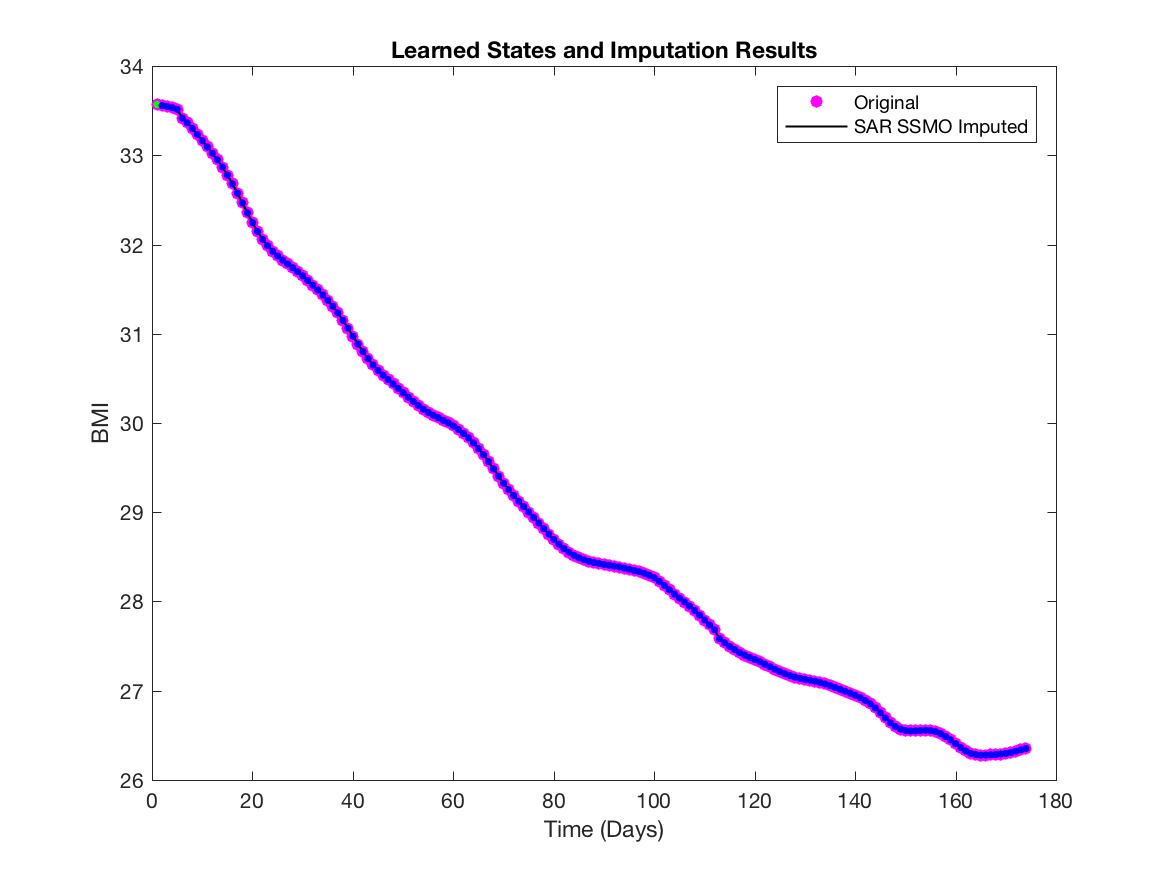 Learned States and Imputation Results
34
33
32
31
30
29
28
27
26
BMI
Original
SAR SSMO Imputed
0 20 40 60 80 100 120 140 160 180
Time (Days)